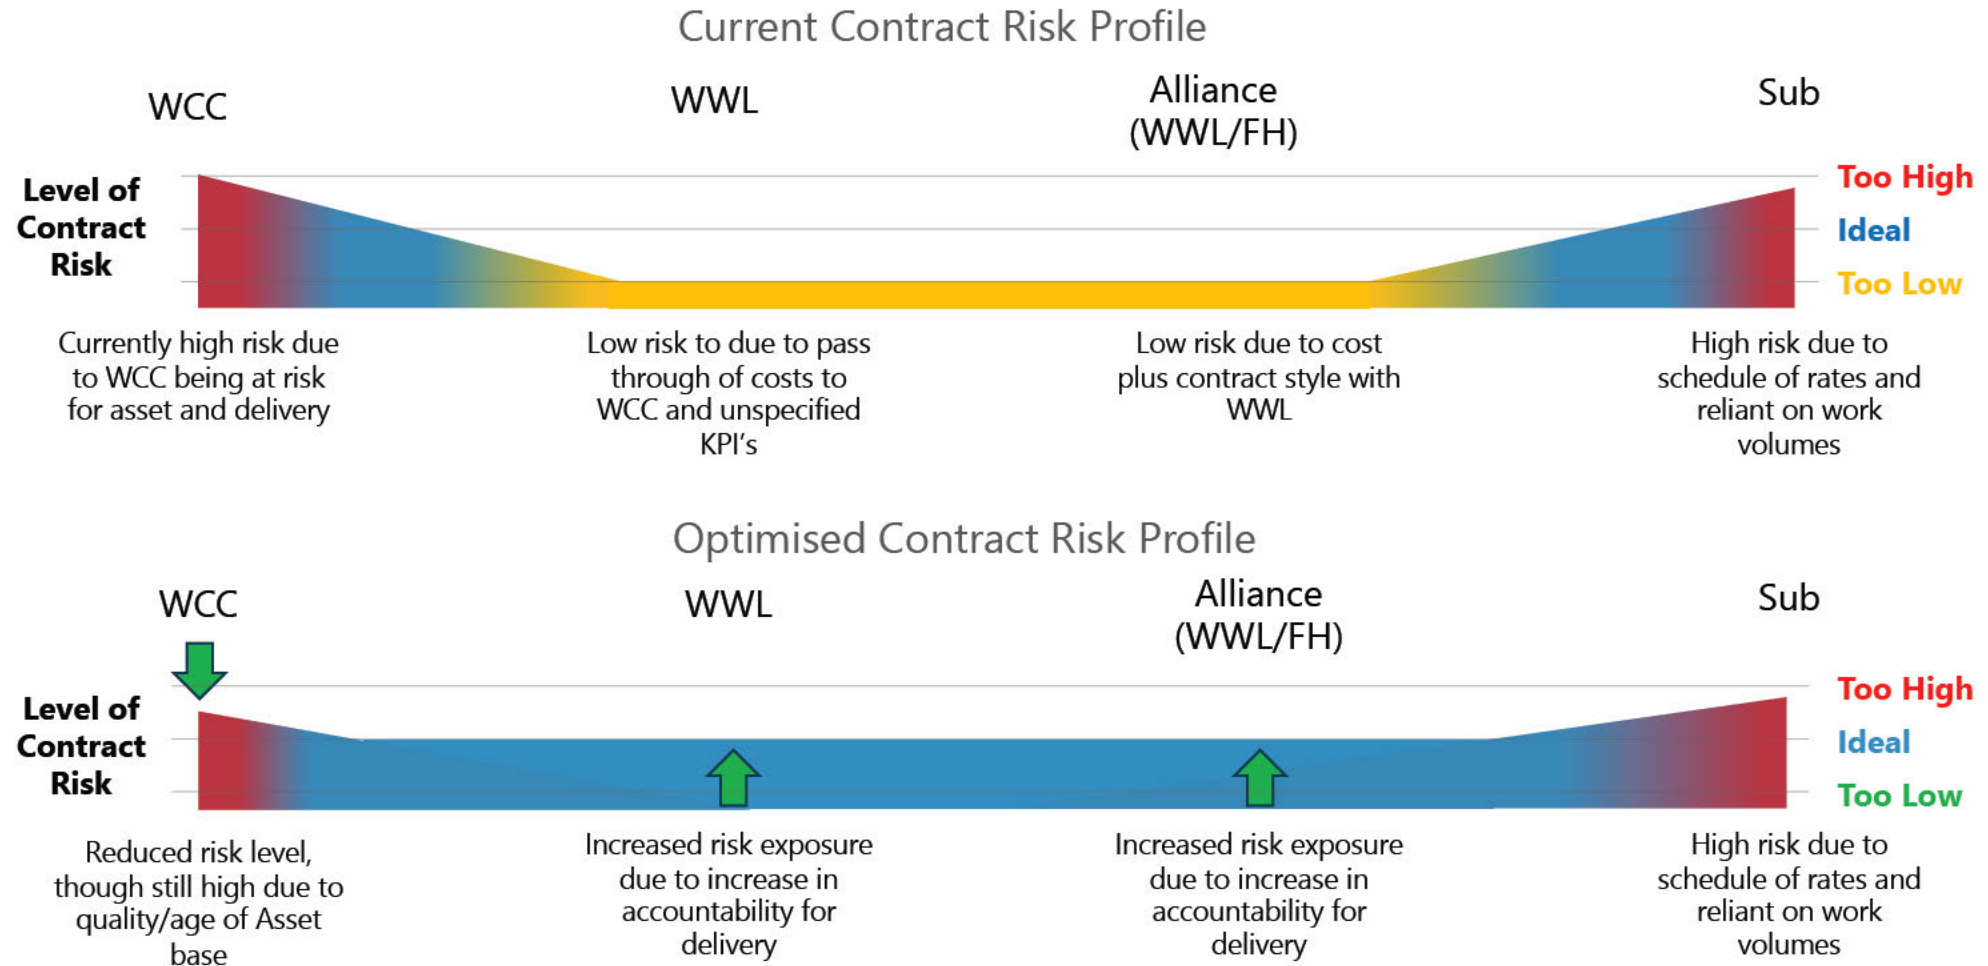 Current Contract Risk Profile
WCC
WWL
Alliance
(WWL/FH)
Sub
Level of
Contract
Risk
Too High
Ideal
Too Low
Currently high risk due
to WCC being at risk
for asset and delivery
Low risk to due to pass
through of costs to
WCC and unspecified
KPI's
Low risk due to cost
plus contract style with
WWL
High risk due to
schedule of rates and
reliant on work
volumes
Optimised Contract Risk Profile
WCC
WWL
Alliance
(WWL/FH)
Sub
Level of
Contract
Risk
Too High
Ideal
Too Low
Reduced risk level,
though still high due to
quality/age of Asset
base
Increased risk exposure
due to increase in
accountability for
delivery
Increased risk exposure
due to increase in
accountability for
delivery
High risk due to
schedule of rates and
reliant on work
volumes